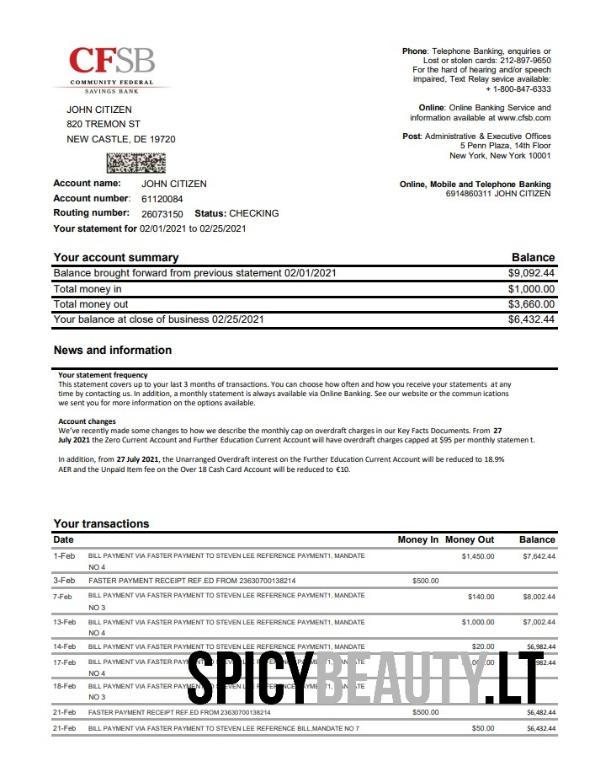 CFSB
COMMUNITY FEDERAL
SAVINGS BANK
JOHN CITIZEN
820 TREMON ST
NEW CASTLE, DE 19720
Phone: Telephone Banking, enquiries or
Lost or stolen cards: 212-897-9650
For the hard of hearing and/or speech
impaired, Text Relay sevice available:
+ 1-800-847-6333
Online: Online Banking Service and
information available at www.cfsb.com
Post: Administrative & Executive Offices
5 Penn Plaza, 14th Floor
New York, New York 10001
Online, Mobile and Telephone Banking
6914860311 JOHN CITIZEN
Account name: JOHN CITIZEN
Account number: 61120084
Routing number: 26073150 Status: CHECKING
Your statement for 02/01/2021 to 02/25/2021
Your account summary Balance
Balance brought forward from previous statement 02/01/2021 $9,092.44
Total money in $1,000.00
Total money out $3,660.00
Your balance at close of business 02/25/2021 $6,432.44
News and information
Your statement frequency
This statement covers up to your last 3 months of transactions. You can choose how often and how you receive your statements at any
time by contacting us. In addition, a monthly statement is always available via Online Banking. See our website or the commun ications
we send you for more information on the options available.
Account changes
We've recently made some changes to how we describe the monthly cap on overdraft charges in our Key Facts Documents. From 27
July 2021 the Zero Current Account and Further Education Current Account will have overdraft charges capped at $95 per monthly statemen t.
In addition, from 27 July 2021, the Unarranged Overdraft interest on the Further Education Current Account will be reduced to 18.9%
AER and the Unpaid Item fee on the Over 18 Cash Card Account will be reduced to €10.
Your transactions
Date Money In Money Out Balance
1-Feb BILL PAYMENT VIA FASTER PAYMENT TO STEVEN LEE REFERENCE PAYMENT1, MANDATE $1,450.00 $7,642.44
NO 4
3-Feb FASTER PAYMENT RECEIPT REF.ED FROM 23630700138214 $500.00
7-Feb BILL PAYMENT VIA FASTER PAYMENT TO STEVEN LEE REFERENCE PAYMENT1, MANDATE $140.00 $8,002.44
NO 3
13-Feb BILL PAYMENT VIA FASTER PAYMENT TO STEVEN LEE REFERENCE PAYMENT1, MANDATE $1,000.00 $7,002.44
NO 4
14-Feb BILL PAYMENT VIA FASTER PAYMENT TO STEVEN LEE REFERENCE PAYMENT1, MANDATE $20.00 $6,982.44
17-Feb BILL PAYMENT VIA FASTER
NO 4
18-Feb BILL PAYMENT VIA FASTER
NO 3
SPICYBEAUTY.LT
21-Feb FASTER PAYMENT RECEIPT REF.ED FROM 23630700138214 $500.00 $6,482.44
21-Feb BILL PAYMENT VIA FASTER PAYMENT TO STEVEN LEE REFERENCE BILL,MANDATE NO 7 $50.00 $6,432.44